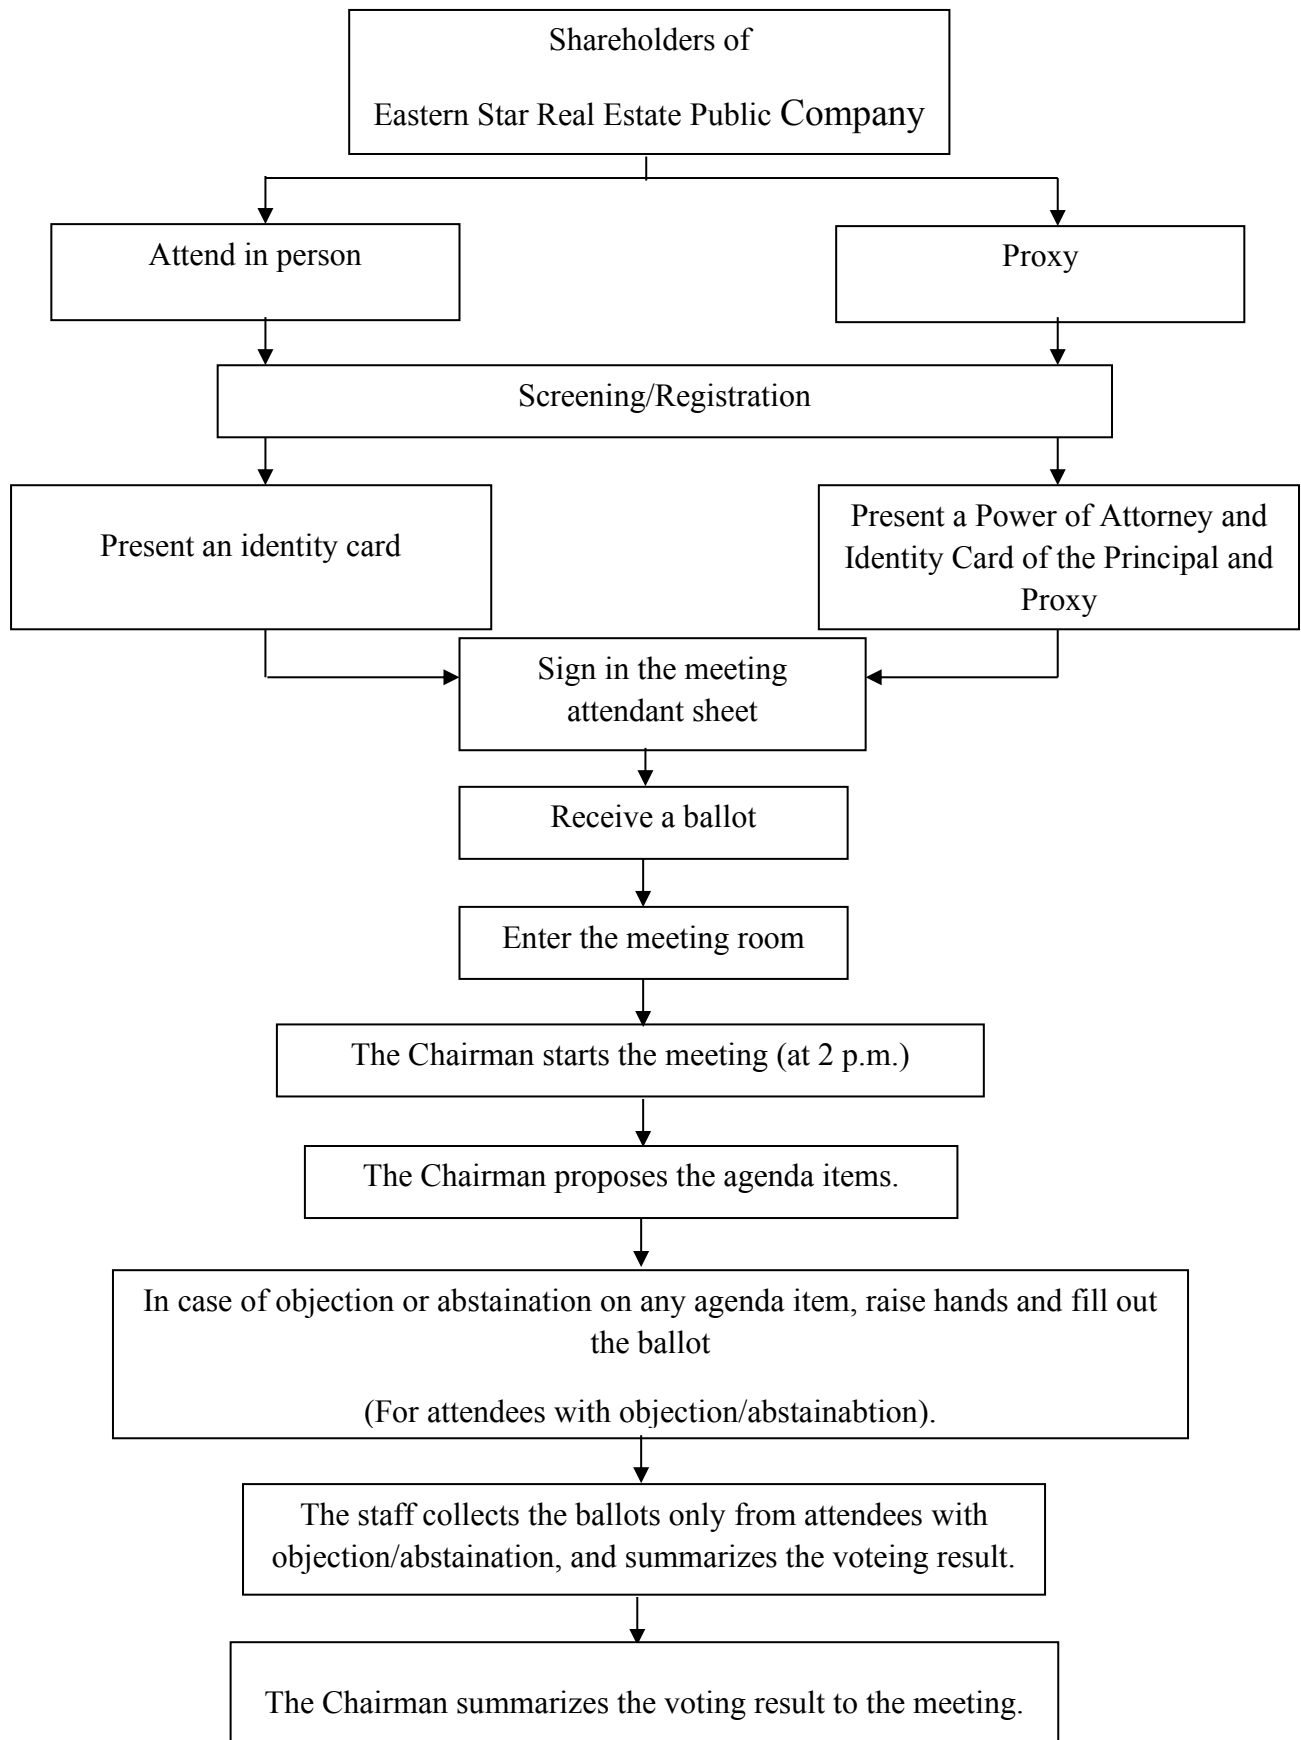 Shareholders of
Eastern Star Real Estate Public Company
Attend in person
Proxy
Screening/Registration
Present an identity card
Present a Power of Attorney and
Identity Card of the Principal and
Proxy
Sign in the meeting
attendant sheet
Receive a ballot
Enter the meeting room
The Chairman starts the meeting (at 2 p.m.)
The Chairman proposes the agenda items.
In case of objection or abstaination on any agenda item, raise hands and fill out
the ballot
(For attendees with objection/abstainabtion).
The staff collects the ballots only from attendees with
objection/abstaination, and summarizes the voteing result.
The Chairman summarizes the voting result to the meeting.